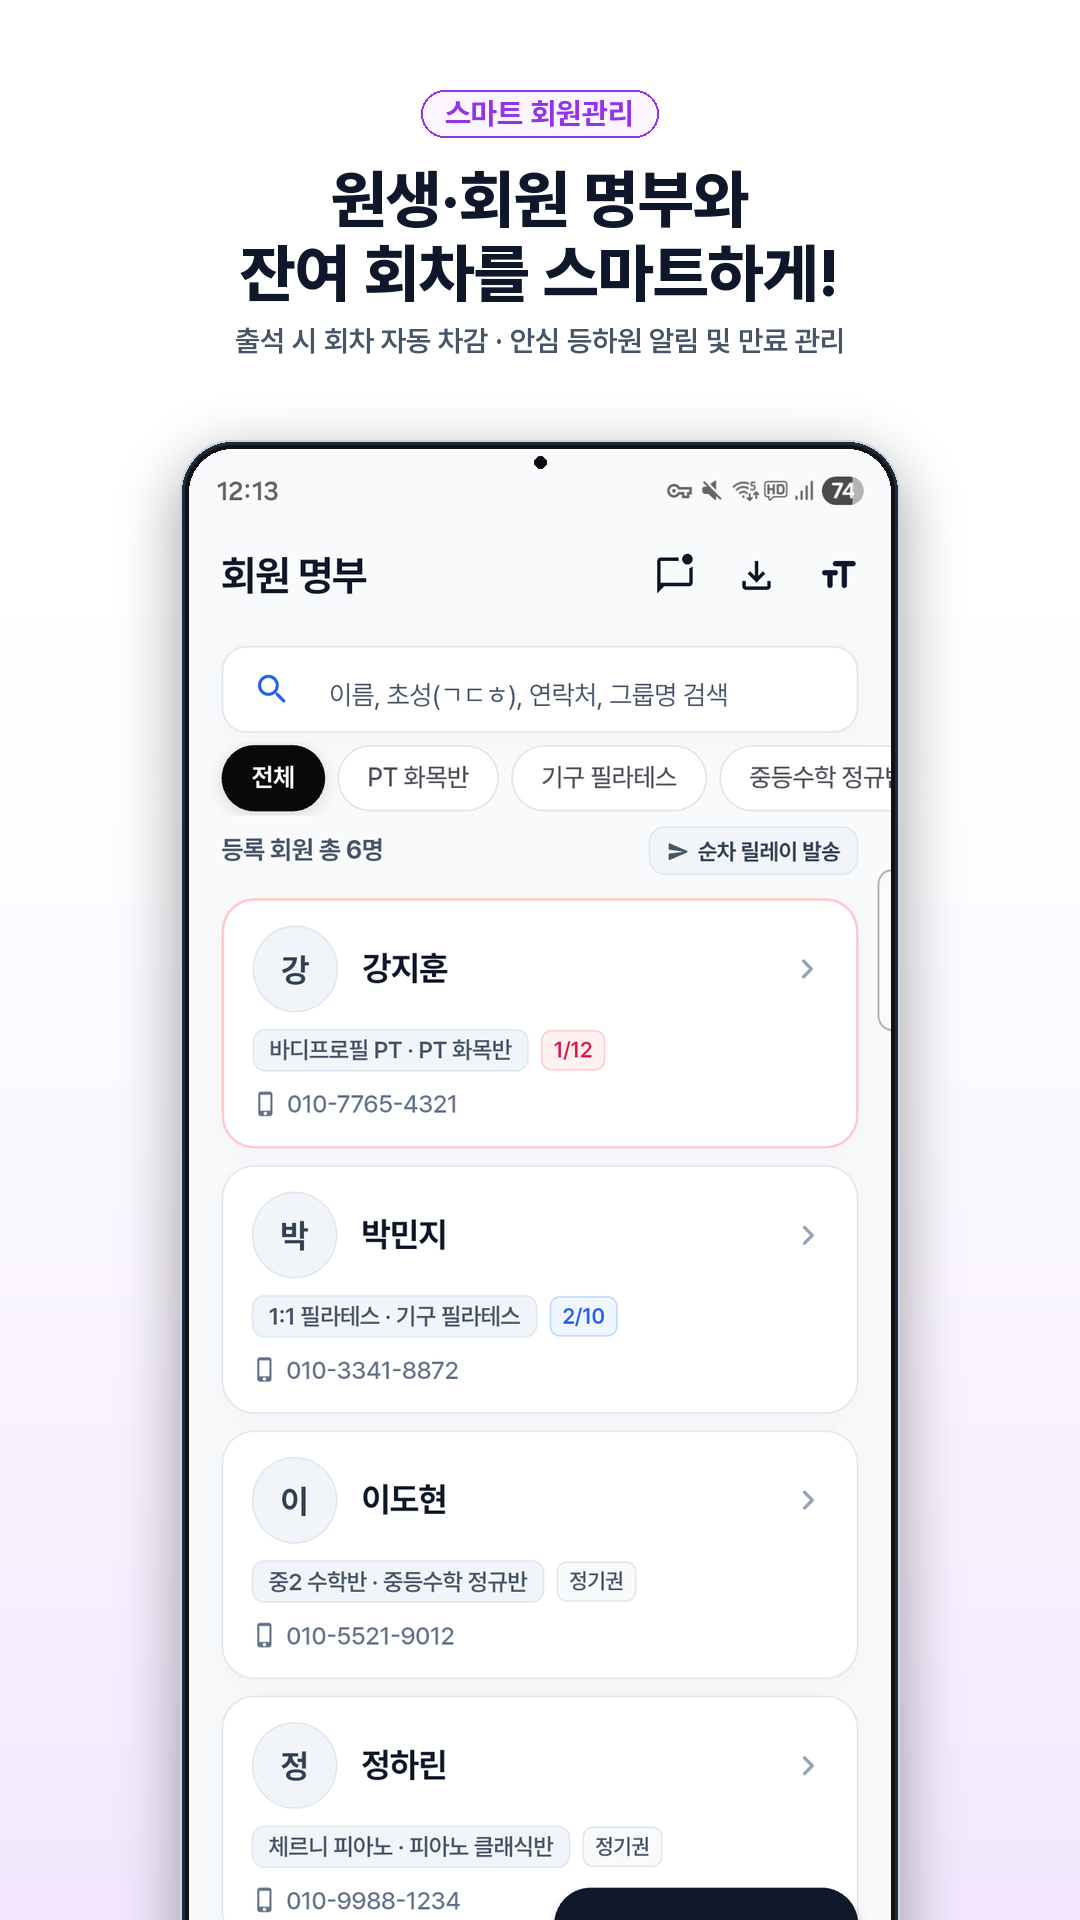 스마트 회원관리
원생·회원 명부와
잔여 회차를 스마트하게!
출석 시 회차 자동 차감 · 안심 등하원 알림 및 만료 관리
12:13
5 HD 74
회원 명부
이름, 초성(ㄱㄷㅎ), 연락처, 그룹명 검색
전체 PT 화목반 기구 필라테스 중등수학 정규반
등록 회원 총 6명 순차 릴레이 발송
강 강지훈
바디프로필 PT · PT 화목반 1/12
010-7765-4321
박 박민지
1:1 필라테스 · 기구 필라테스 2/10
010-3341-8872
이 이도현
중2 수학반 · 중등수학 정규반 정기권
010-5521-9012
정 정하린
체르니 피아노 · 피아노 클래식반 정기권
010-9988-1234